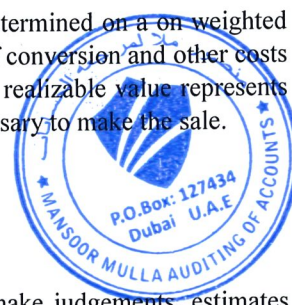 termined on a on weighted
f conversion and other costs
realizable value represents
sary to make the sale.
P.O.Box: 127434
Dubai U.A.E
MANSOOR MULLA AUDITING OF ACCOUNTS
make judgements, estimates